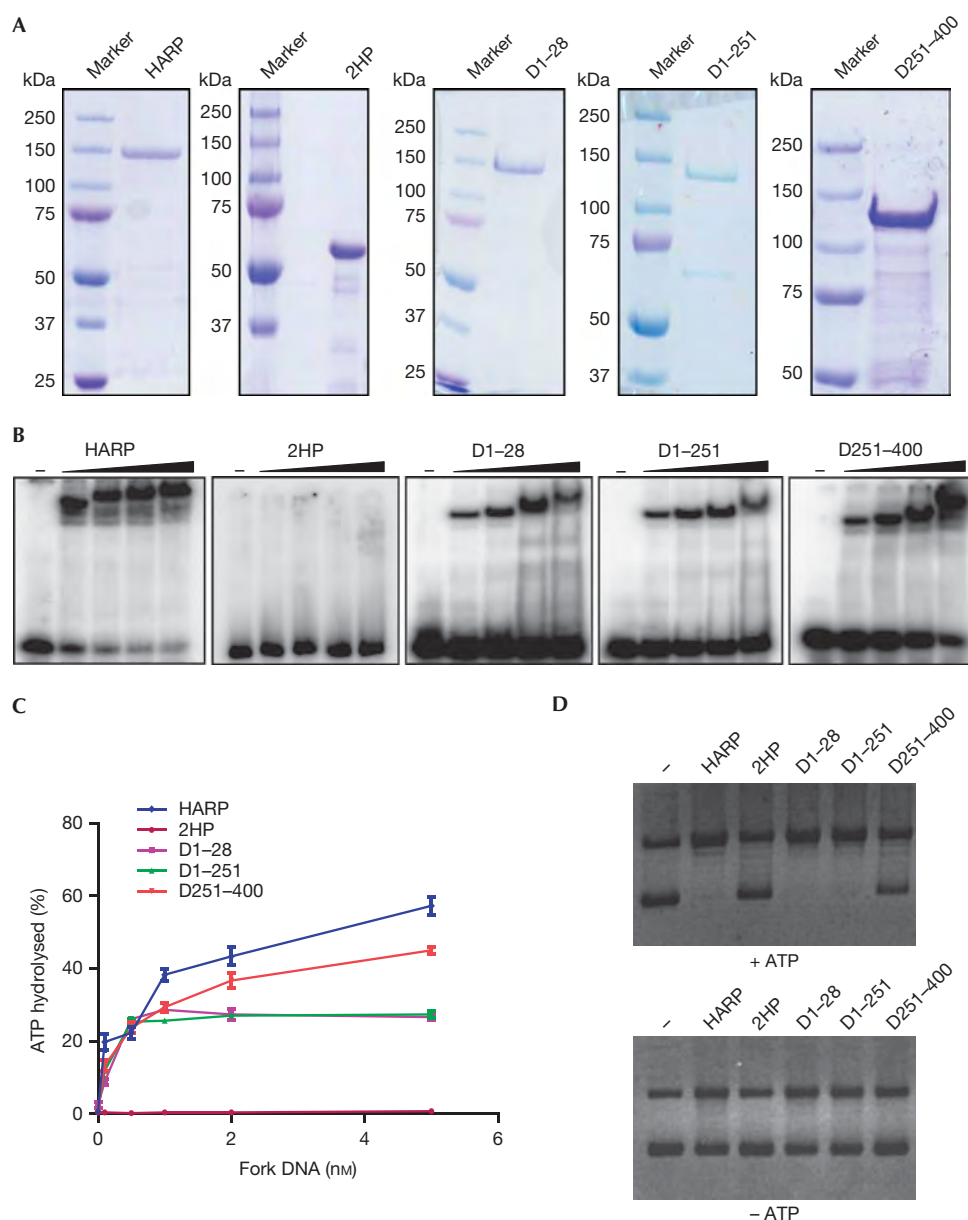 A
Marker HARP
Marker 2HP
Marker D1–28
Marker D1–251
Marker D251–400
kDa
250
150
100
75
50
37
25
kDa
250
150
100
75
50
37
kDa
250
150
100
75
50
37
25
kDa
250
150
100
75
50
37
kDa
250
150
100
75
50
B
HARP 2HP D1–28 D1–251 D251–400
– – – – –
C
HARP
2HP
D1–28
D1–251
D251–400
ATP hydrolysed (%)
80
60
40
20
0
0 2 4 6
Fork DNA (nM)
D
– HARP 2HP D1–28 D1–251 D251–400
+ ATP
– HARP 2HP D1–28 D1–251 D251–400
– ATP